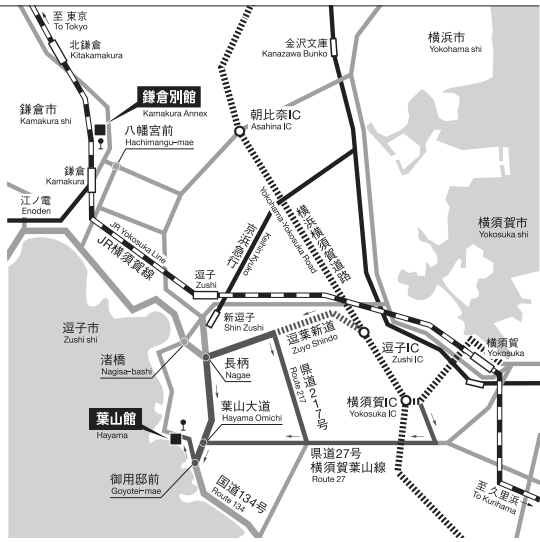 至 東京
To Tokyo
北鎌倉
Kitakamakura
金沢文庫
Kanazawa Bunko
横浜市
Yokohama shi
鎌倉別館
Kamakura Annex
鎌倉市
Kamakura shi
朝比奈IC
Asahina IC
八幡宮前
Hachimangu-mae
鎌倉
Kamakura
江ノ電
Enoden
JR Yokosuka Line
JR横須賀線
京浜急行
Keihin Kyuko
横浜横須賀道路
Yokohama-Yokosuka Road
横須賀市
Yokosuka shi
逗子
Zushi
新逗子
Shin Zushi
逗子市
Zushi shi
渚橋
Nagisa-bashi
逗葉新道
Zuyo Shindo
逗子IC
Zushi IC
横須賀
Yokosuka
長柄
Nagae
県道217号
Route 217
葉山大道
Hayama Omichi
横須賀IC
Yokosuka IC
葉山館
Hayama
御用邸前
Goyotei-mae
国道134号
Route 134
県道27号
横須賀葉山線
Route 27
至 久里浜
To Kurihama